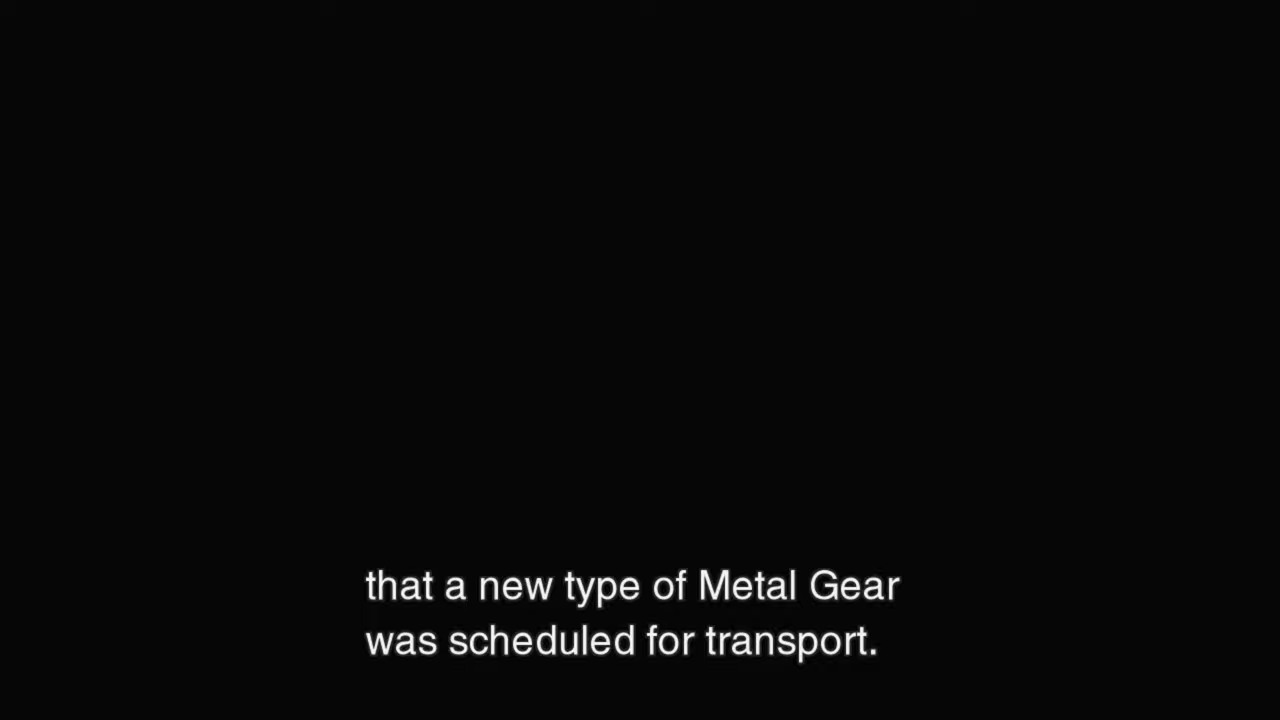 that a new type of Metal Gear
was scheduled for transport.